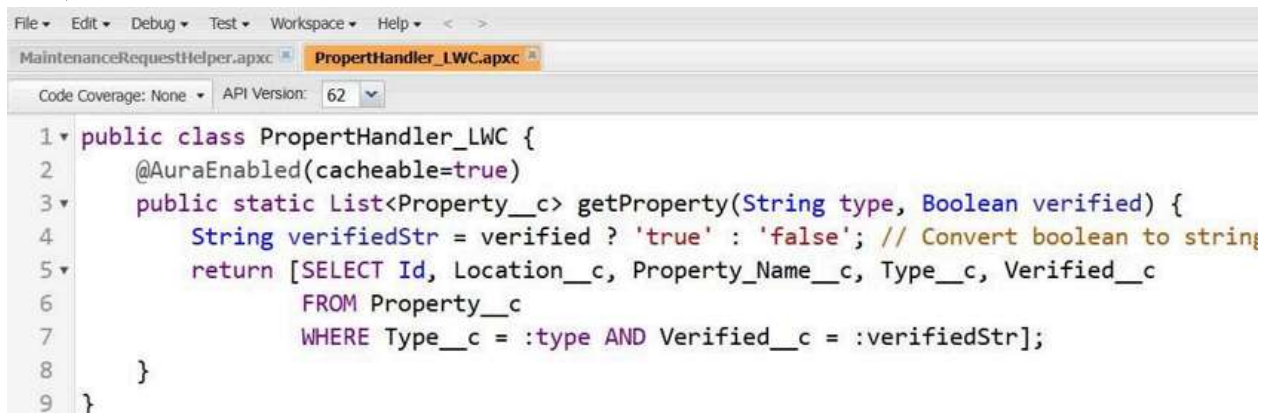 File Edit Debug Test Workspace Help < >
MaintenanceRequestHelper.apxc PropertHandler_LWC.apxc
Code Coverage: None API Version: 62
1 public class PropertHandler_LWC {
2 @AuraEnabled(cacheable=true)
3 public static List<Property__c> getProperty(String type, Boolean verified) {
4 String verifiedStr = verified ? 'true' : 'false'; // Convert boolean to string
5 return [SELECT Id, Location__c, Property_Name__c, Type__c, Verified__c
6 FROM Property__c
7 WHERE Type__c = :type AND Verified__c = :verifiedStr];
8 }
9 }